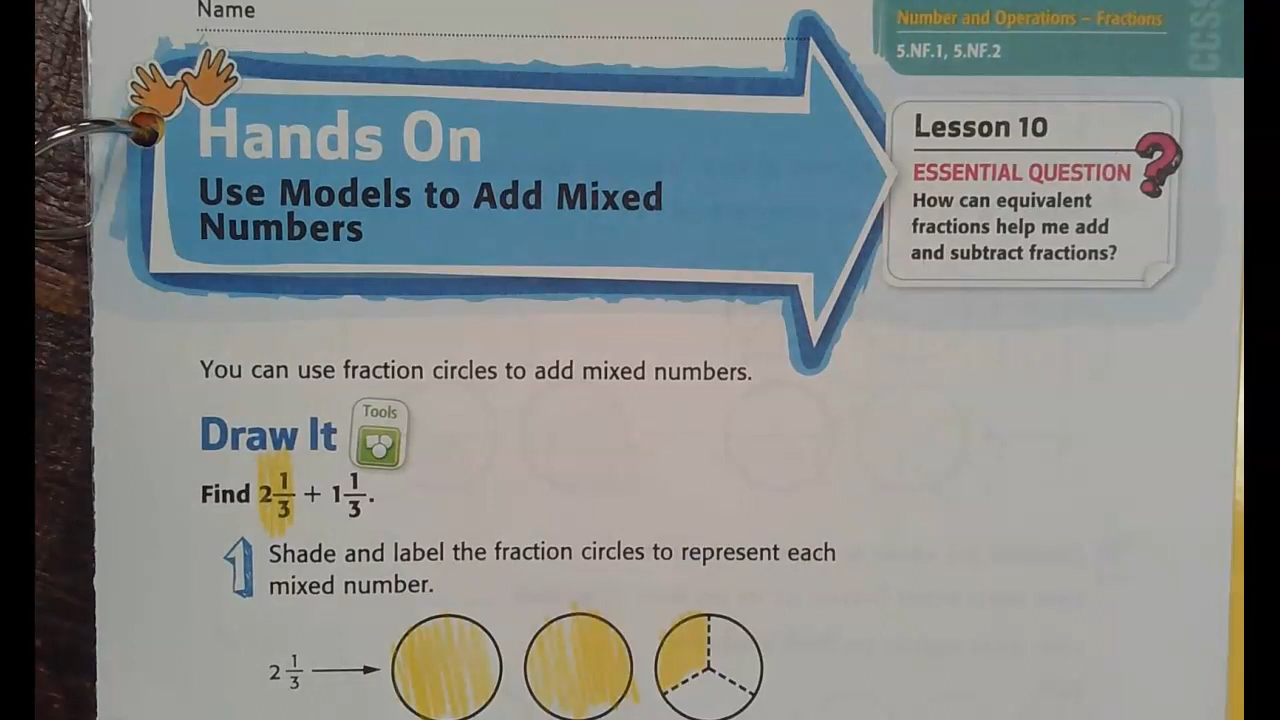 Name
Number and Operations – Fractions
5.NF.1, 5.NF.2
CCSS
Hands On
Use Models to Add Mixed
Numbers
Lesson 10
ESSENTIAL QUESTION
?
How can equivalent
fractions help me add
and subtract fractions?
You can use fraction circles to add mixed numbers.
Draw It
Tools
Find 2 1/3 + 1 1/3.
1 Shade and label the fraction circles to represent each
mixed number.
2 1/3